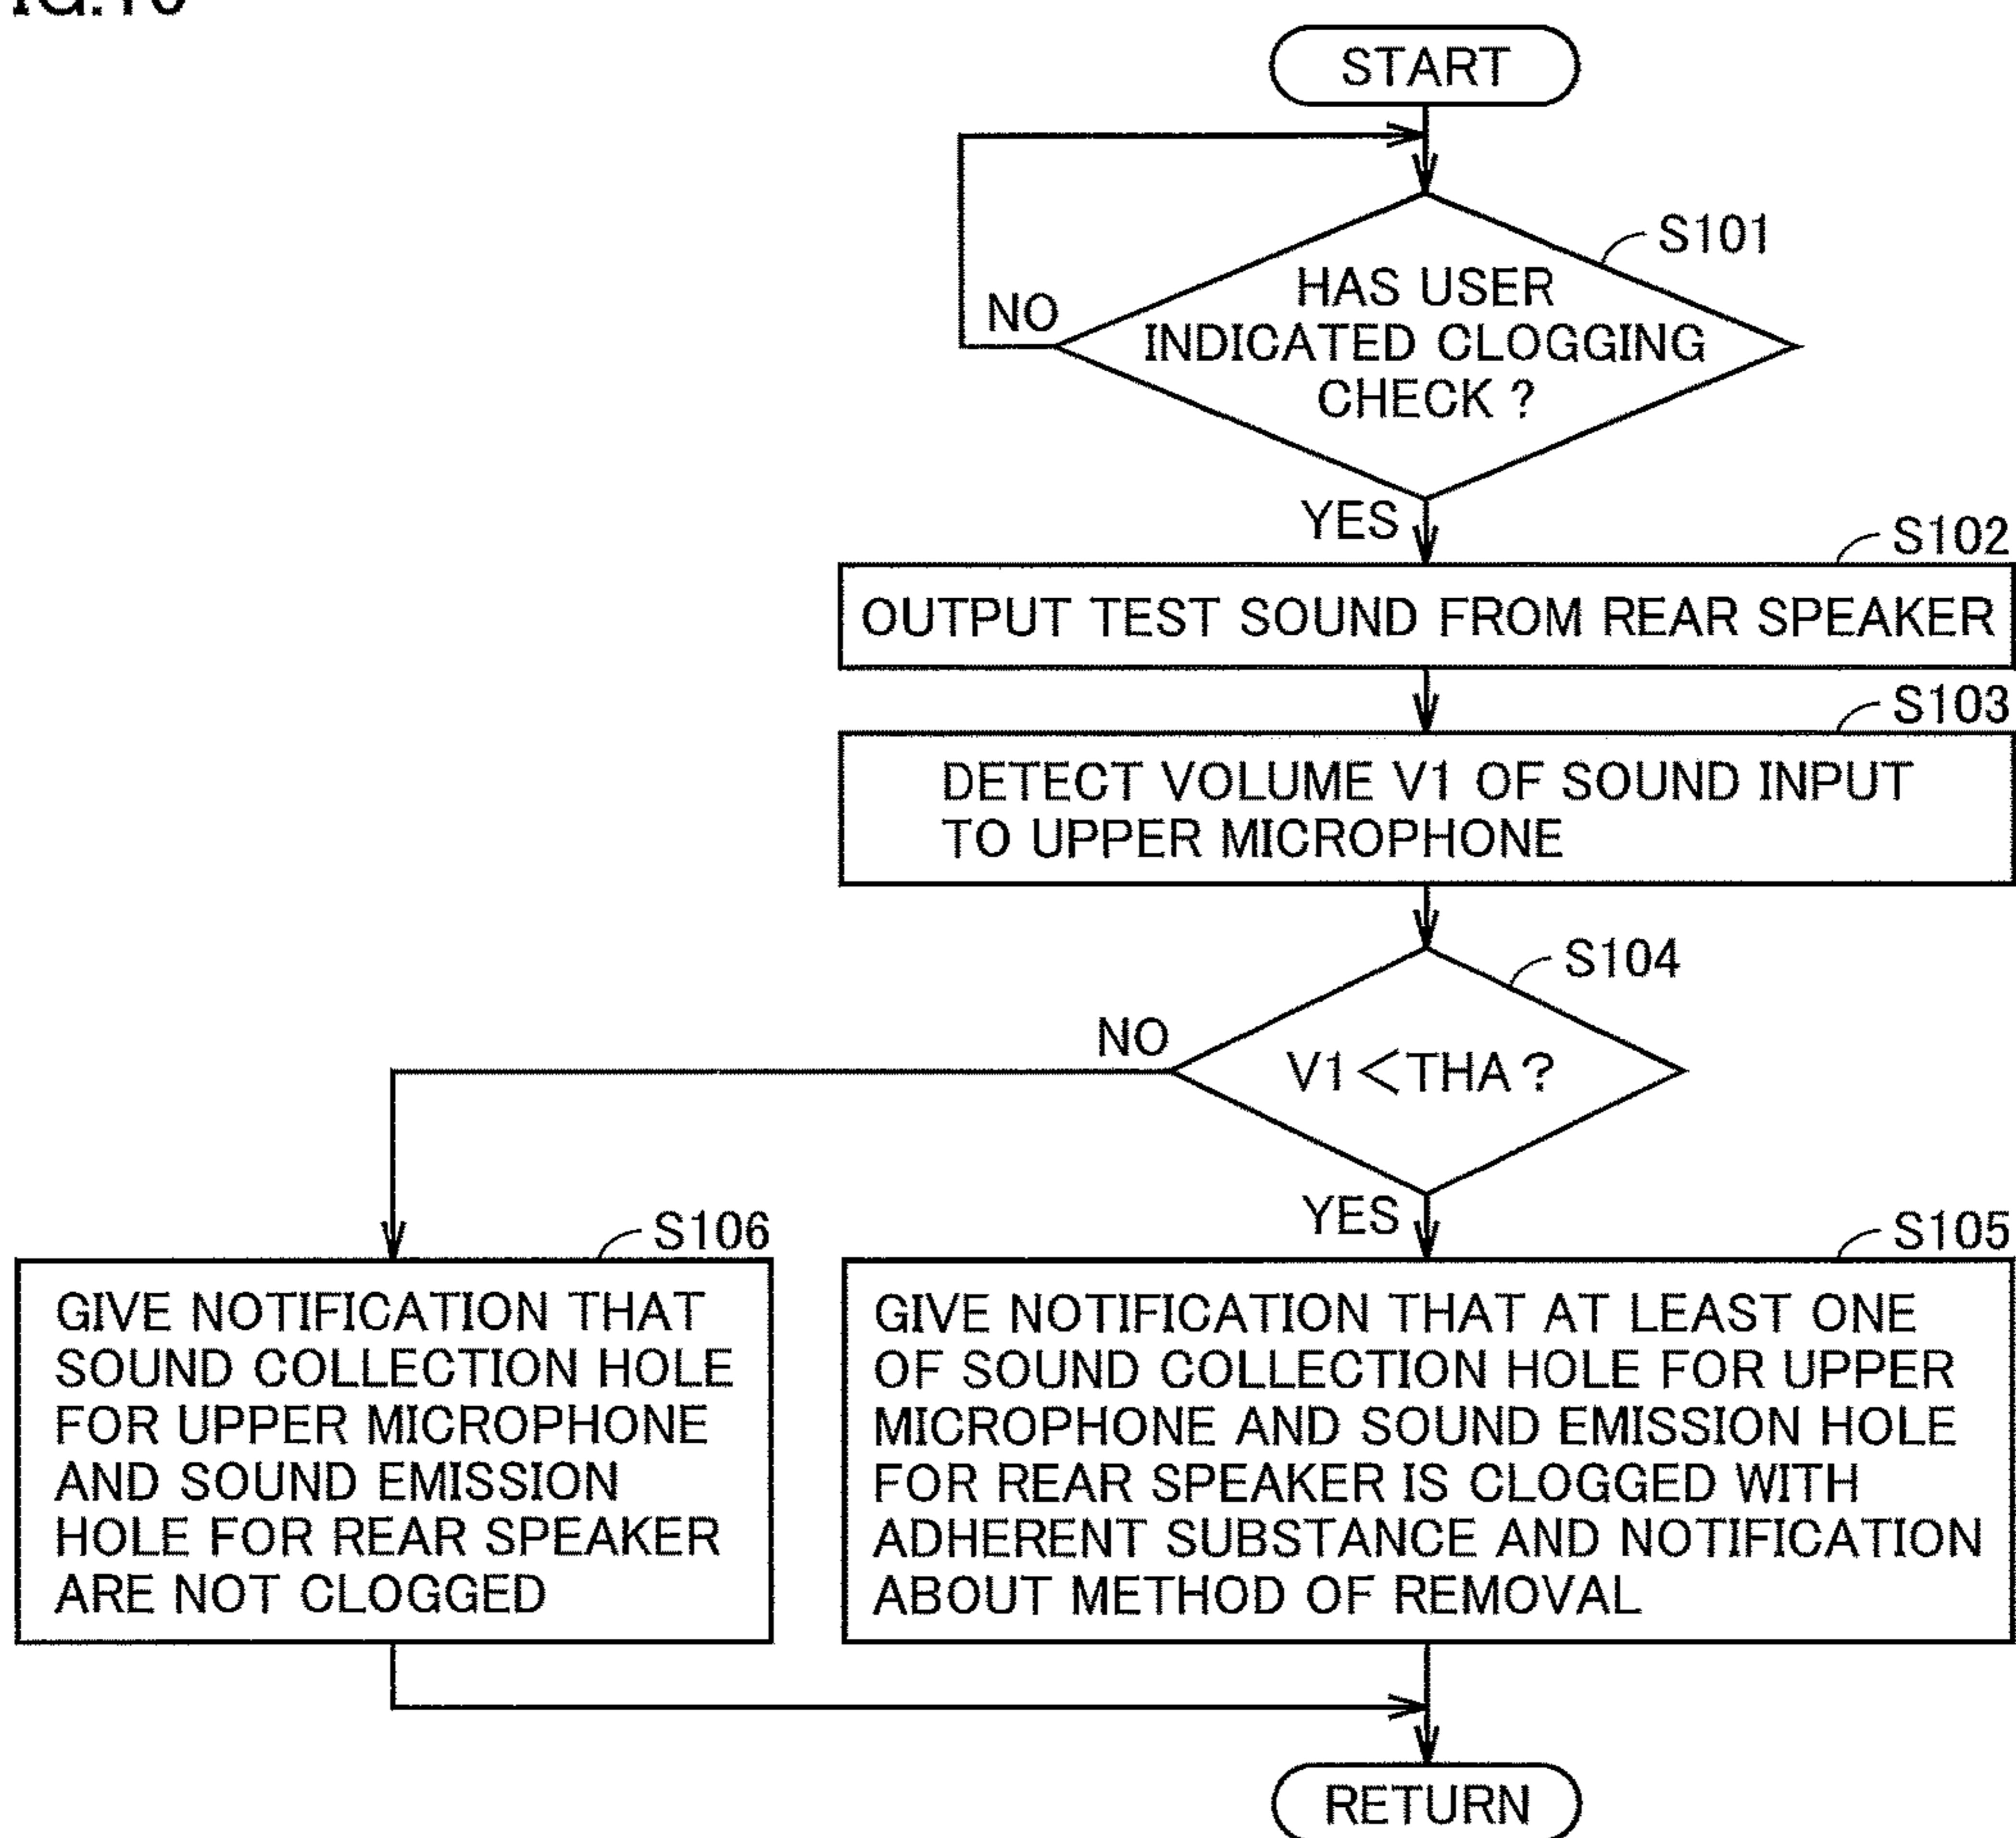 START
S101
HAS USER
INDICATED CLOGGING
CHECK ?
NO
YES
S102
OUTPUT TEST SOUND FROM REAR SPEAKER
S103
DETECT VOLUME V1 OF SOUND INPUT
TO UPPER MICROPHONE
S104
V1<THA ?
NO
YES
S106
GIVE NOTIFICATION THAT
SOUND COLLECTION HOLE
FOR UPPER MICROPHONE
AND SOUND EMISSION
HOLE FOR REAR SPEAKER
ARE NOT CLOGGED
S105
GIVE NOTIFICATION THAT AT LEAST ONE
OF SOUND COLLECTION HOLE FOR UPPER
MICROPHONE AND SOUND EMISSION HOLE
FOR REAR SPEAKER IS CLOGGED WITH
ADHERENT SUBSTANCE AND NOTIFICATION
ABOUT METHOD OF REMOVAL
RETURN